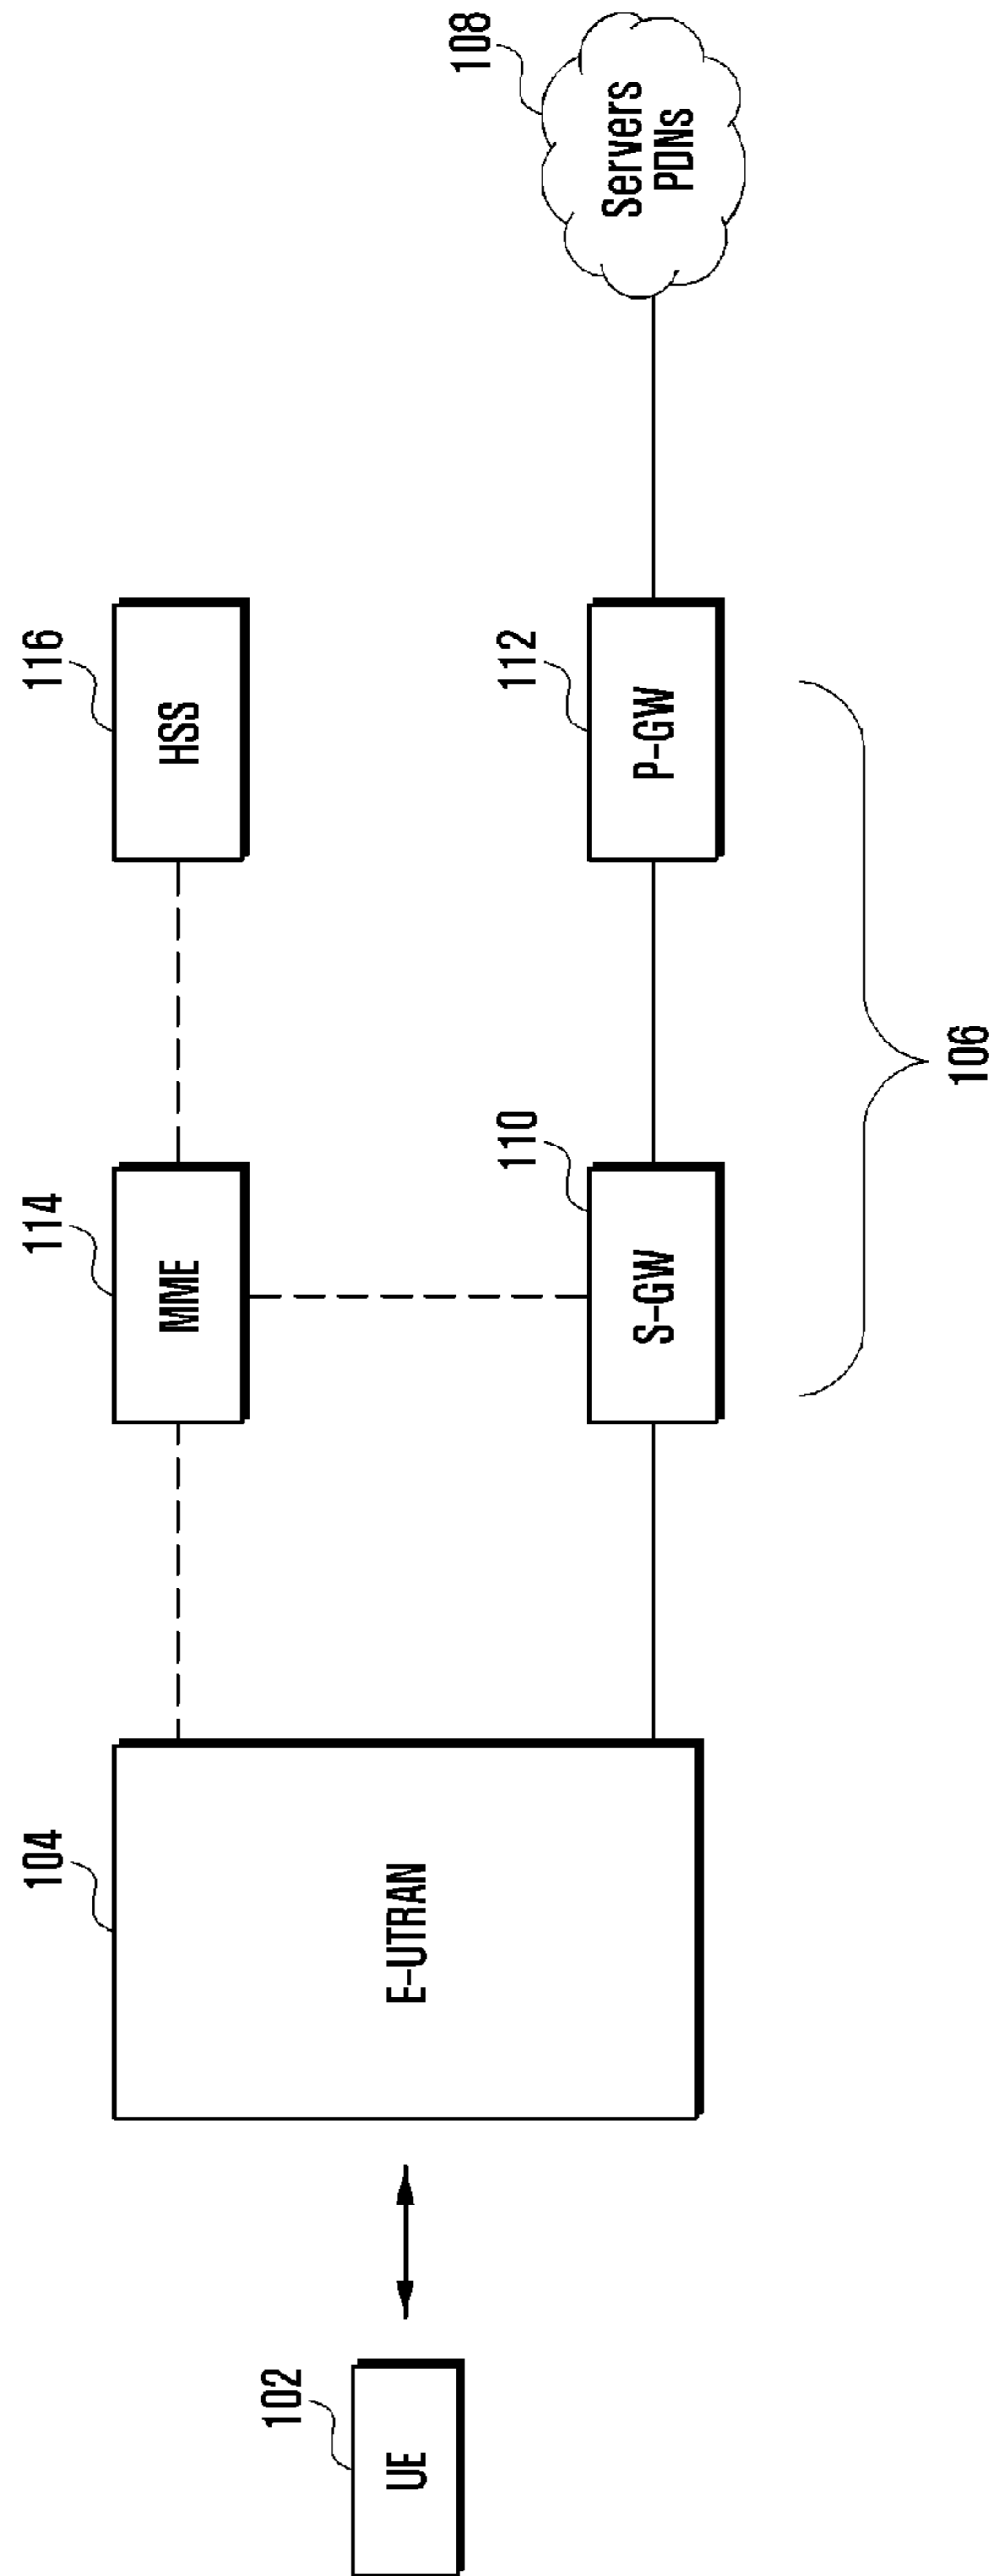 102
UE
104
E-UTRAN
114
MME
116
HSS
110
S-GW
112
P-GW
106
108
Servers
PDNs